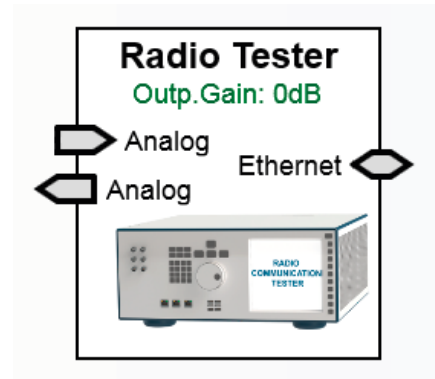 Radio Tester
Outp.Gain: 0dB
Analog
Ethernet
Analog
RADIO
COMMUNICATION
TESTER